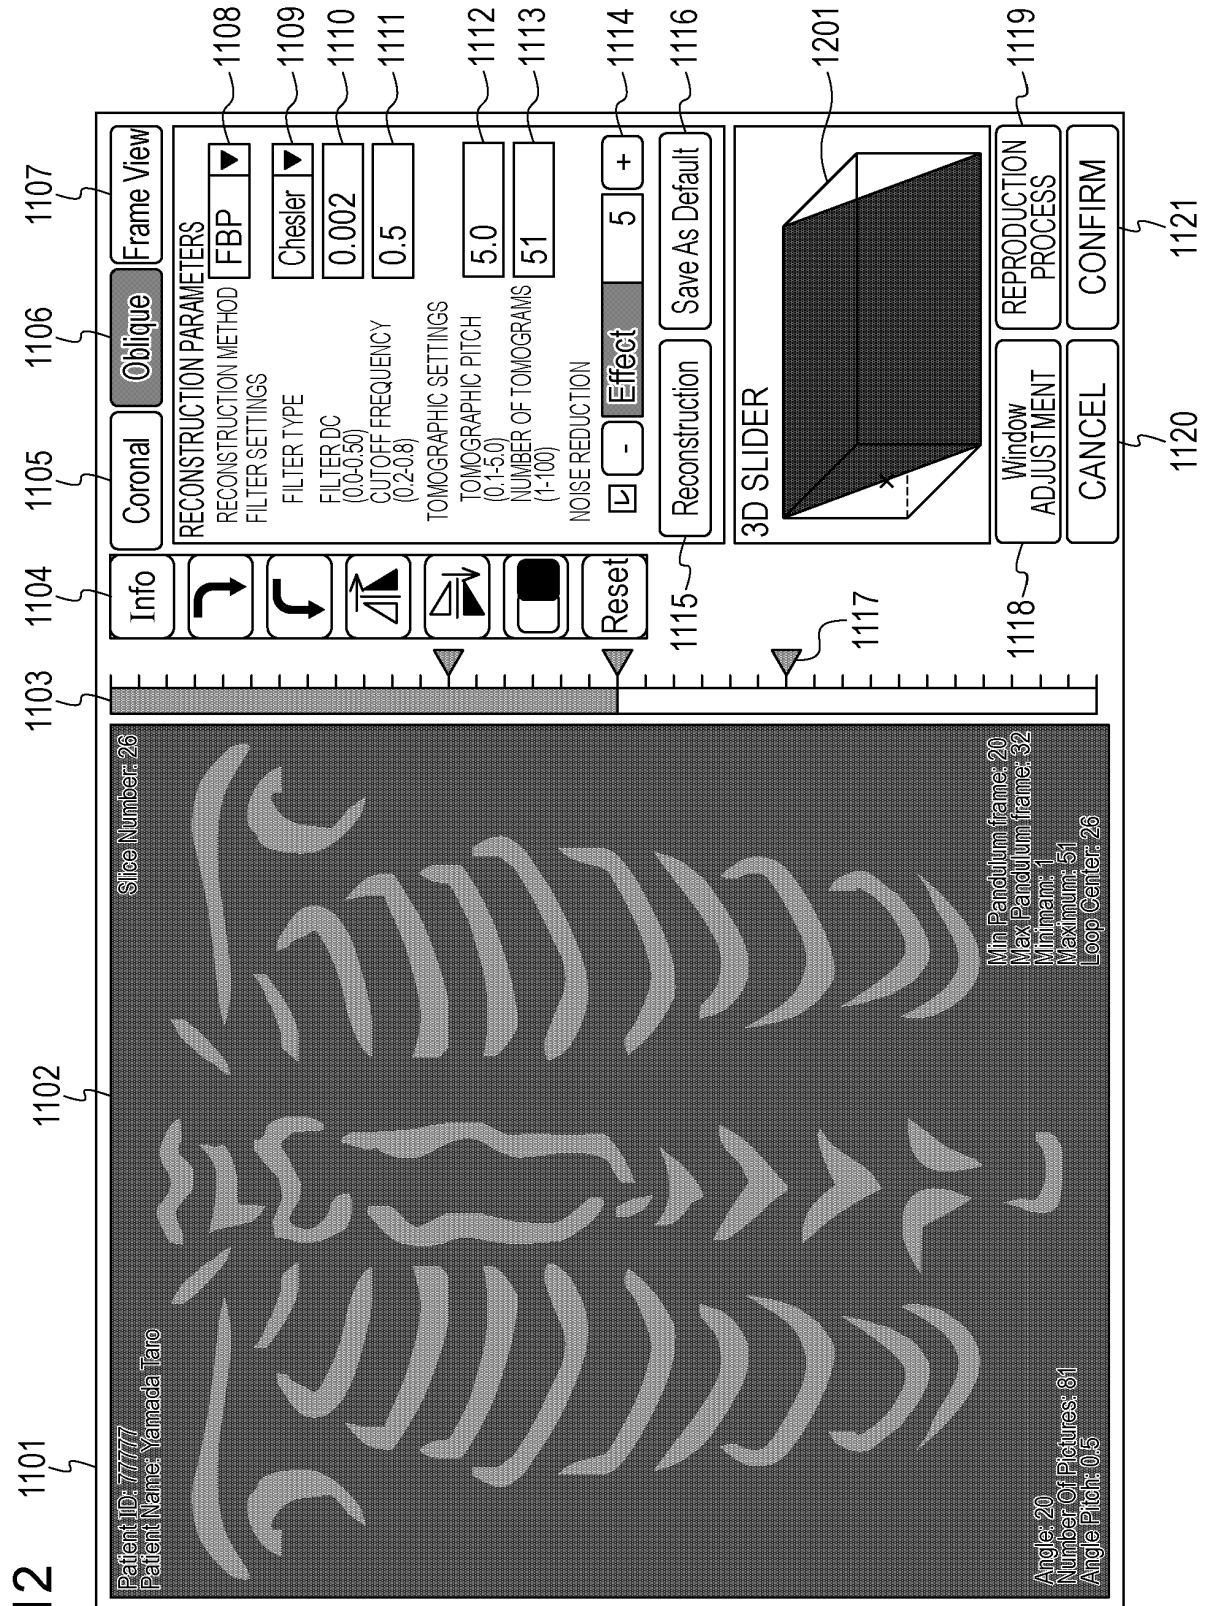 12
1101
1102
1103
1104
1105
1106
1107
Patient ID: 77777
Patient Name: Yamada Taro
Slice Number: 26
Angle: 20
Number Of Pictures: 81
Angle Pitch: 0.5
Min Pandulum frame: 20
Max Pandulum frame: 32
Minimam: 1
Maximum: 51
Loop Center: 26
Info
Reset
Coronal
Oblique
Frame View
RECONSTRUCTION PARAMETERS
RECONSTRUCTION METHOD FBP
FILTER SETTINGS
FILTER TYPE Chesler
FILTER DC 0.002
(0.0-0.50)
CUTOFF FREQUENCY 0.5
(0.2-0.8)
TOMOGRAPHIC SETTINGS
TOMOGRAPHIC PITCH 5.0
(0.1-5.0)
NUMBER OF TOMOGRAMS 51
(1-100)
NOISE REDUCTION
- Effect 5 +
Reconstruction
Save As Default
3D SLIDER
Window
ADJUSTMENT
REPRODUCTION
PROCESS
CANCEL
CONFIRM
1108
1109
1110
1111
1112
1113
1114
1115
1116
1117
1201
1118
1119
1120
1121